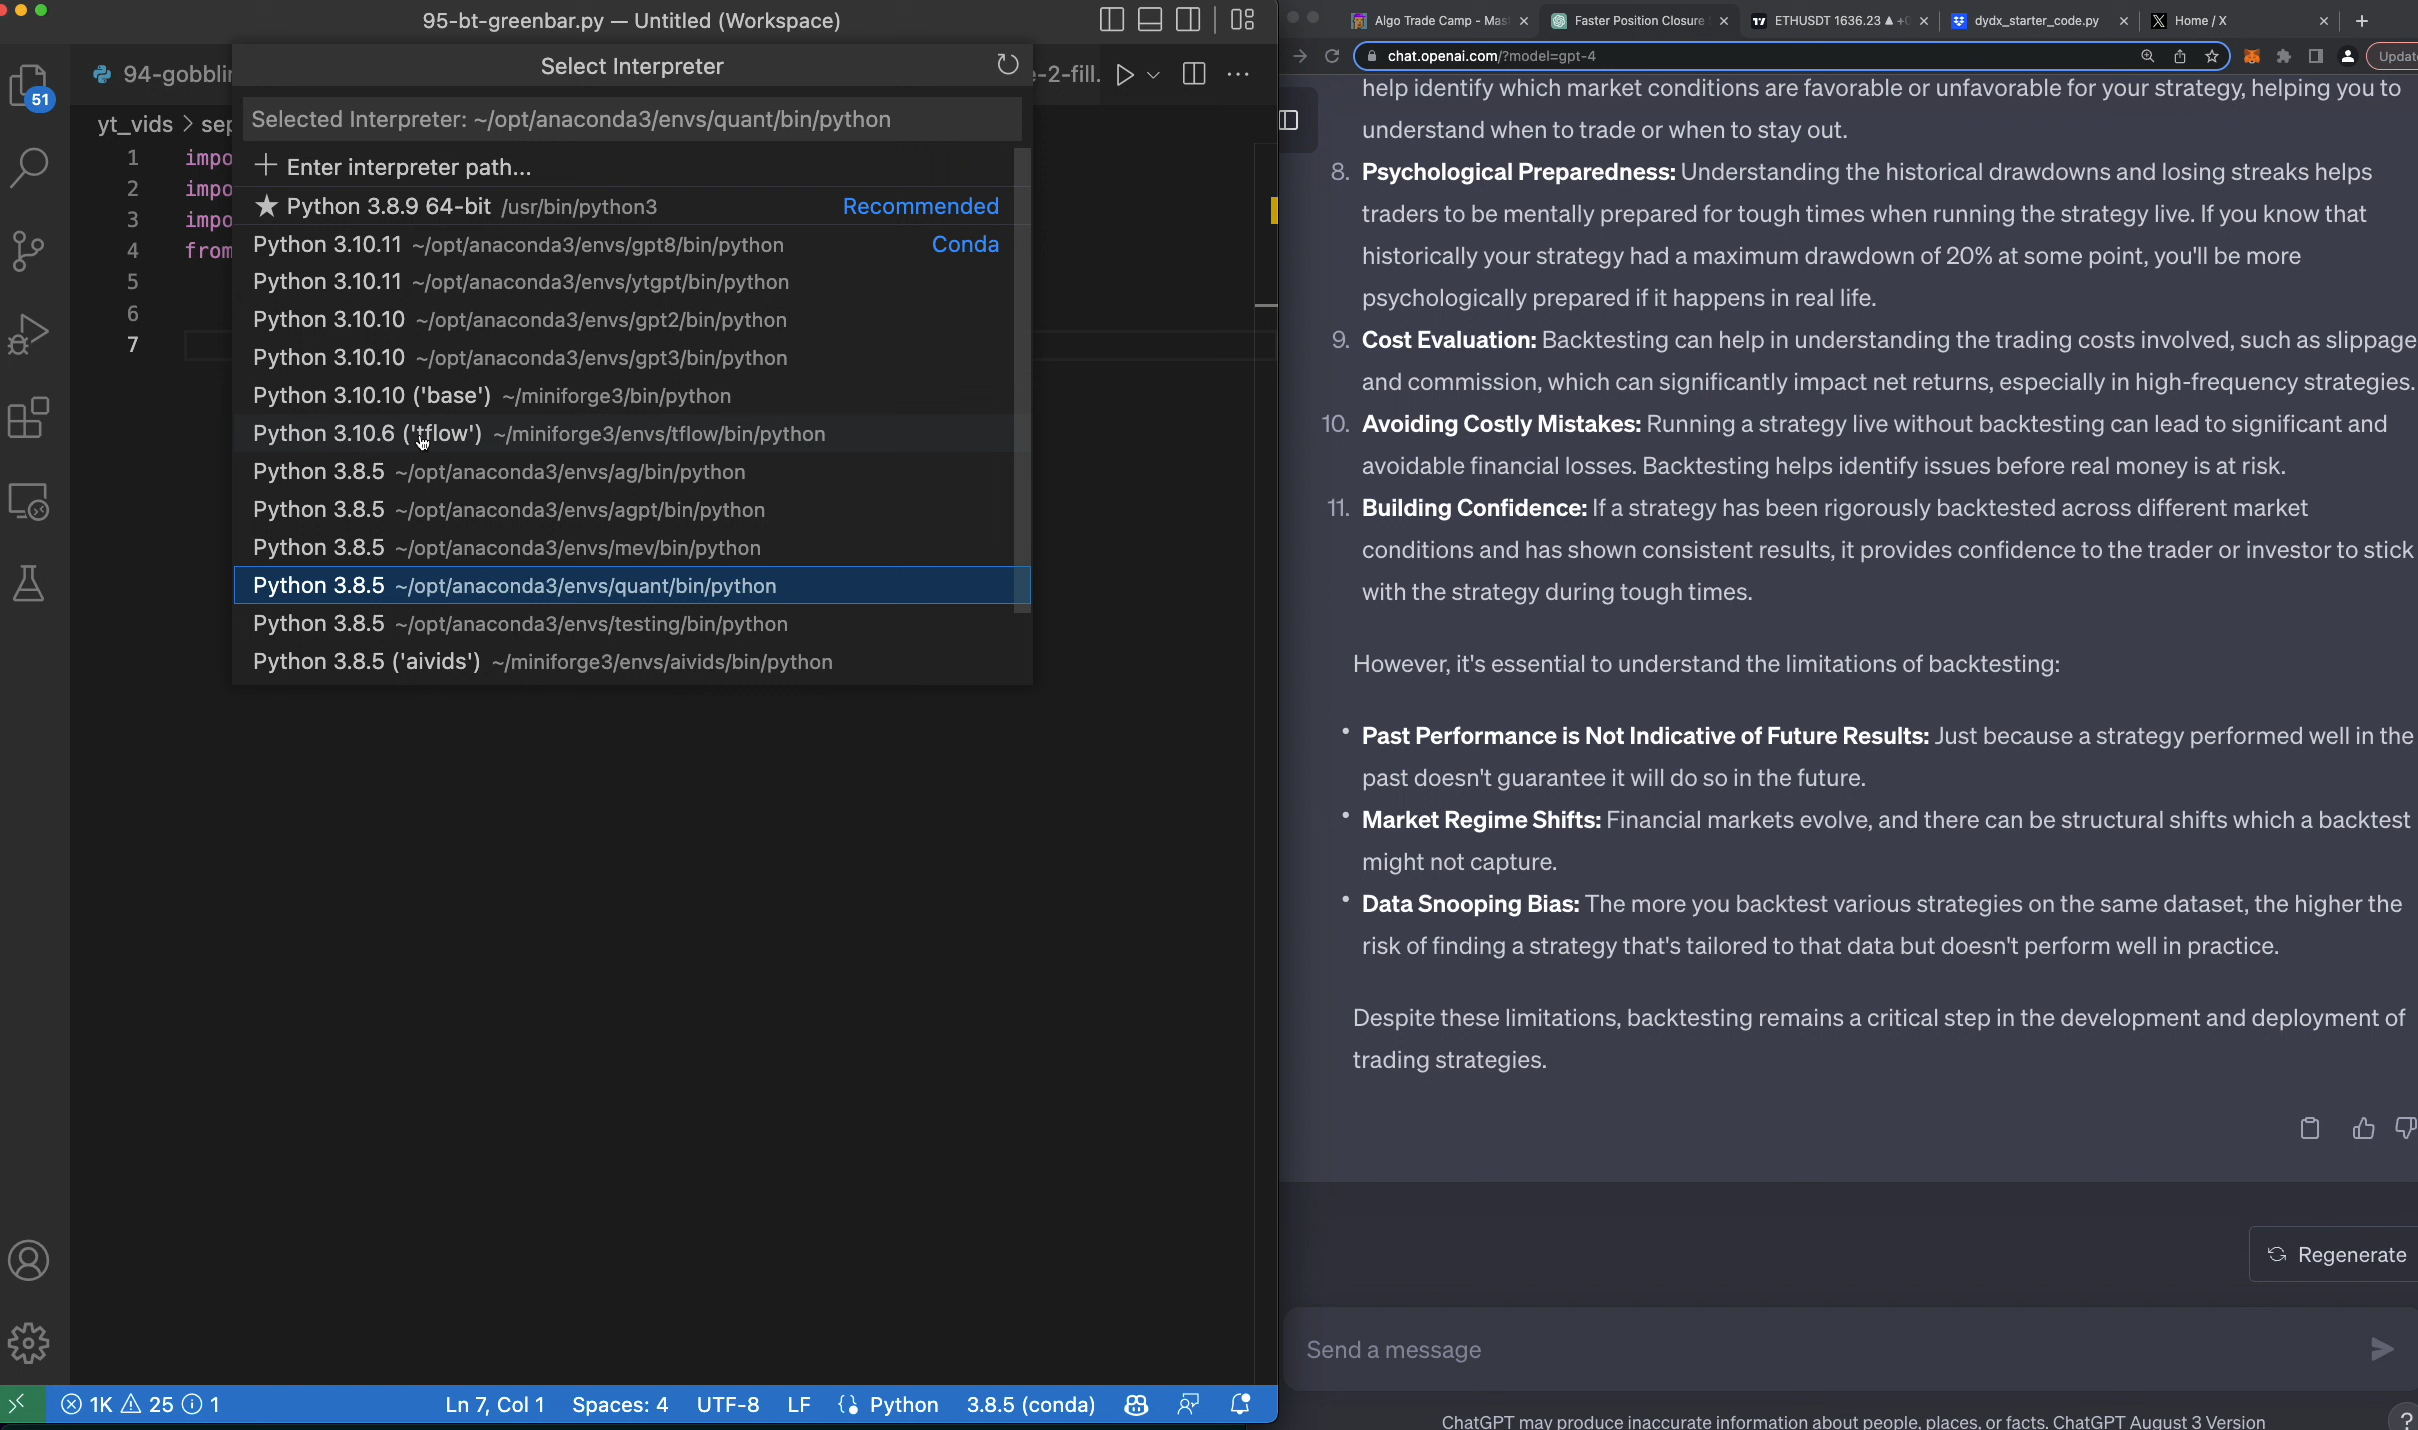 95-bt-greenbar.py — Untitled (Workspace)
51
94-gobblin
-2-fill.
yt_vids > sep
1 impo
2 impo
3 impo
4 from
5
6
7
Select Interpreter
Selected Interpreter: ~/opt/anaconda3/envs/quant/bin/python
+ Enter interpreter path...
★ Python 3.8.9 64-bit /usr/bin/python3 Recommended
Python 3.10.11 ~/opt/anaconda3/envs/gpt8/bin/python Conda
Python 3.10.11 ~/opt/anaconda3/envs/ytgpt/bin/python
Python 3.10.10 ~/opt/anaconda3/envs/gpt2/bin/python
Python 3.10.10 ~/opt/anaconda3/envs/gpt3/bin/python
Python 3.10.10 ('base') ~/miniforge3/bin/python
Python 3.10.6 ('tflow') ~/miniforge3/envs/tflow/bin/python
Python 3.8.5 ~/opt/anaconda3/envs/ag/bin/python
Python 3.8.5 ~/opt/anaconda3/envs/agpt/bin/python
Python 3.8.5 ~/opt/anaconda3/envs/mev/bin/python
Python 3.8.5 ~/opt/anaconda3/envs/quant/bin/python
Python 3.8.5 ~/opt/anaconda3/envs/testing/bin/python
Python 3.8.5 ('aivids') ~/miniforge3/envs/aivids/bin/python
1K 25 1
Ln 7, Col 1 Spaces: 4 UTF-8 LF Python 3.8.5 (conda)
Algo Trade Camp - Mas
Faster Position Closure
ETHUSDT 1636.23 ▲ +0
dydx_starter_code.py
Home / X
chat.openai.com/?model=gpt-4
Updat
help identify which market conditions are favorable or unfavorable for your strategy, helping you to
understand when to trade or when to stay out.
8. Psychological Preparedness: Understanding the historical drawdowns and losing streaks helps
traders to be mentally prepared for tough times when running the strategy live. If you know that
historically your strategy had a maximum drawdown of 20% at some point, you'll be more
psychologically prepared if it happens in real life.
9. Cost Evaluation: Backtesting can help in understanding the trading costs involved, such as slippage
and commission, which can significantly impact net returns, especially in high-frequency strategies.
10. Avoiding Costly Mistakes: Running a strategy live without backtesting can lead to significant and
avoidable financial losses. Backtesting helps identify issues before real money is at risk.
11. Building Confidence: If a strategy has been rigorously backtested across different market
conditions and has shown consistent results, it provides confidence to the trader or investor to stick
with the strategy during tough times.
However, it's essential to understand the limitations of backtesting:
• Past Performance is Not Indicative of Future Results: Just because a strategy performed well in the
past doesn't guarantee it will do so in the future.
• Market Regime Shifts: Financial markets evolve, and there can be structural shifts which a backtest
might not capture.
• Data Snooping Bias: The more you backtest various strategies on the same dataset, the higher the
risk of finding a strategy that's tailored to that data but doesn't perform well in practice.
Despite these limitations, backtesting remains a critical step in the development and deployment of
trading strategies.
Regenerate
Send a message
ChatGPT may produce inaccurate information about people, places, or facts. ChatGPT August 3 Version
?